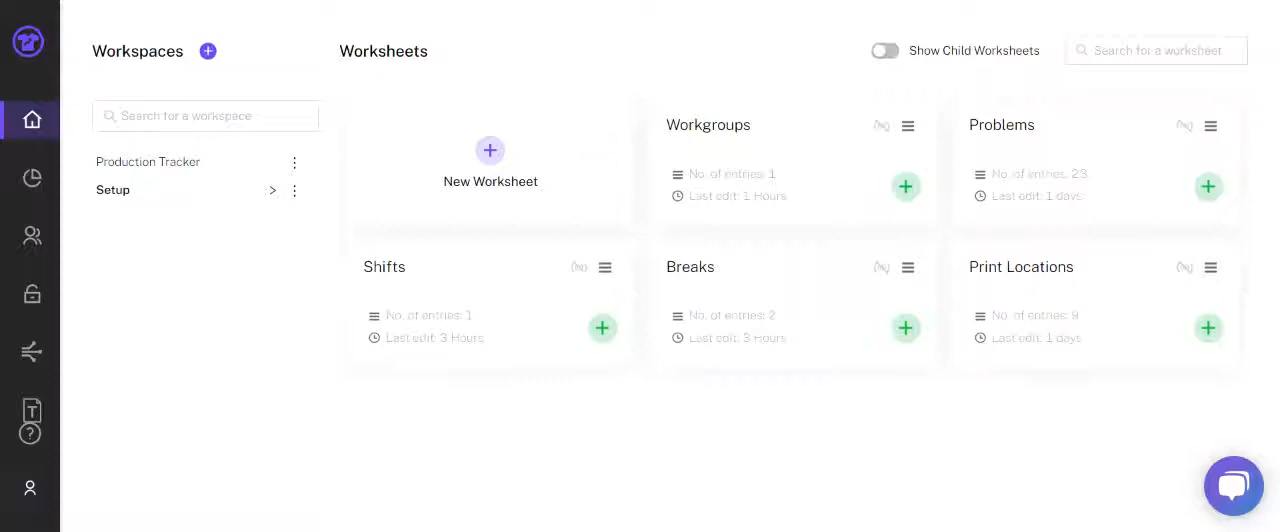 Workspaces
Search for a workspace
Production Tracker
Setup
Worksheets
Show Child Worksheets
Search for a worksheet
New Worksheet
Workgroups
No. of entries: 1
Last edit: 1 Hours
Problems
No. of entries: 23
Last edit: 1 days
Shifts
No. of entries: 1
Last edit: 3 Hours
Breaks
No. of entries: 2
Last edit: 3 Hours
Print Locations
No. of entries: 9
Last edit: 1 days
T
?